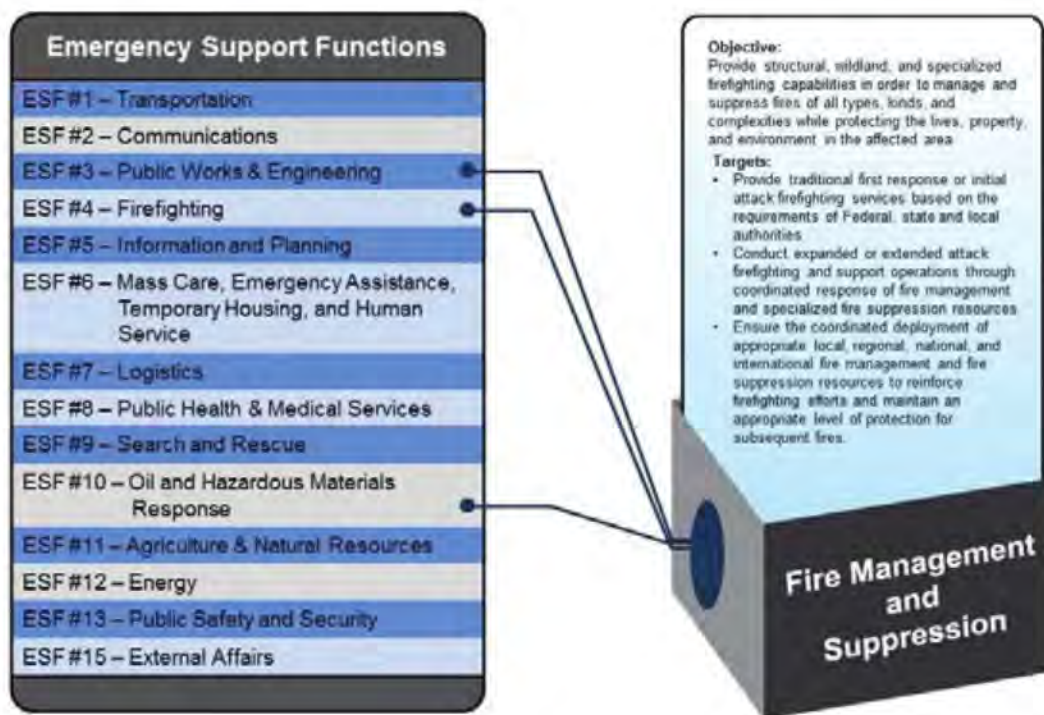 Emergency Support Functions
ESF #1 – Transportation
ESF #2 – Communications
ESF #3 – Public Works & Engineering
ESF #4 – Firefighting
ESF #5 – Information and Planning
ESF #6 – Mass Care, Emergency Assistance,
Temporary Housing, and Human
Service
ESF #7 – Logistics
ESF #8 – Public Health & Medical Services
ESF #9 – Search and Rescue
ESF #10 – Oil and Hazardous Materials
Response
ESF #11 – Agriculture & Natural Resources
ESF #12 – Energy
ESF #13 – Public Safety and Security
ESF #15 – External Affairs
Objective:
Provide structural, wildland, and specialized
firefighting capabilities in order to manage and
suppress fires of all types, kinds, and
complexities while protecting the lives, property,
and environment in the affected area
Targets:
• Provide traditional first response or initial
attack firefighting services based on the
requirements of Federal, state and local
authorities
• Conduct expanded or extended attack
firefighting and support operations through
coordinated response of fire management
and specialized fire suppression resources
• Ensure the coordinated deployment of
appropriate local, regional, national, and
international fire management and fire
suppression resources to reinforce
firefighting efforts and maintain an
appropriate level of protection for
subsequent fires.
Fire Management
and
Suppression